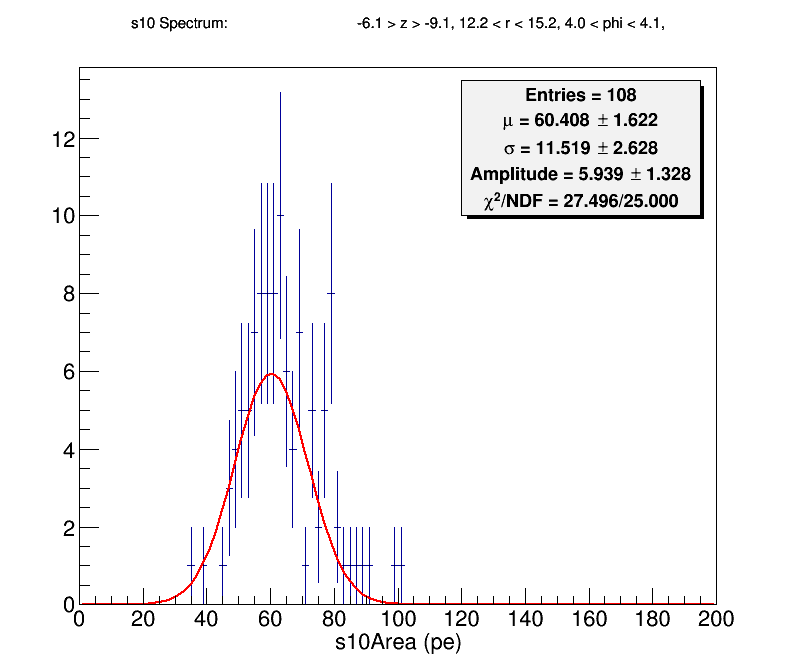 s10 Spectrum: -6.1 > z > -9.1, 12.2 < r < 15.2, 4.0 < phi < 4.1,
Entries = 108
μ = 60.408 ± 1.622
σ = 11.519 ± 2.628
Amplitude = 5.939 ± 1.328
χ²/NDF = 27.496/25.000
12
10
8
6
4
2
0
0 20 40 60 80 100 120 140 160 180 200
s10Area (pe)